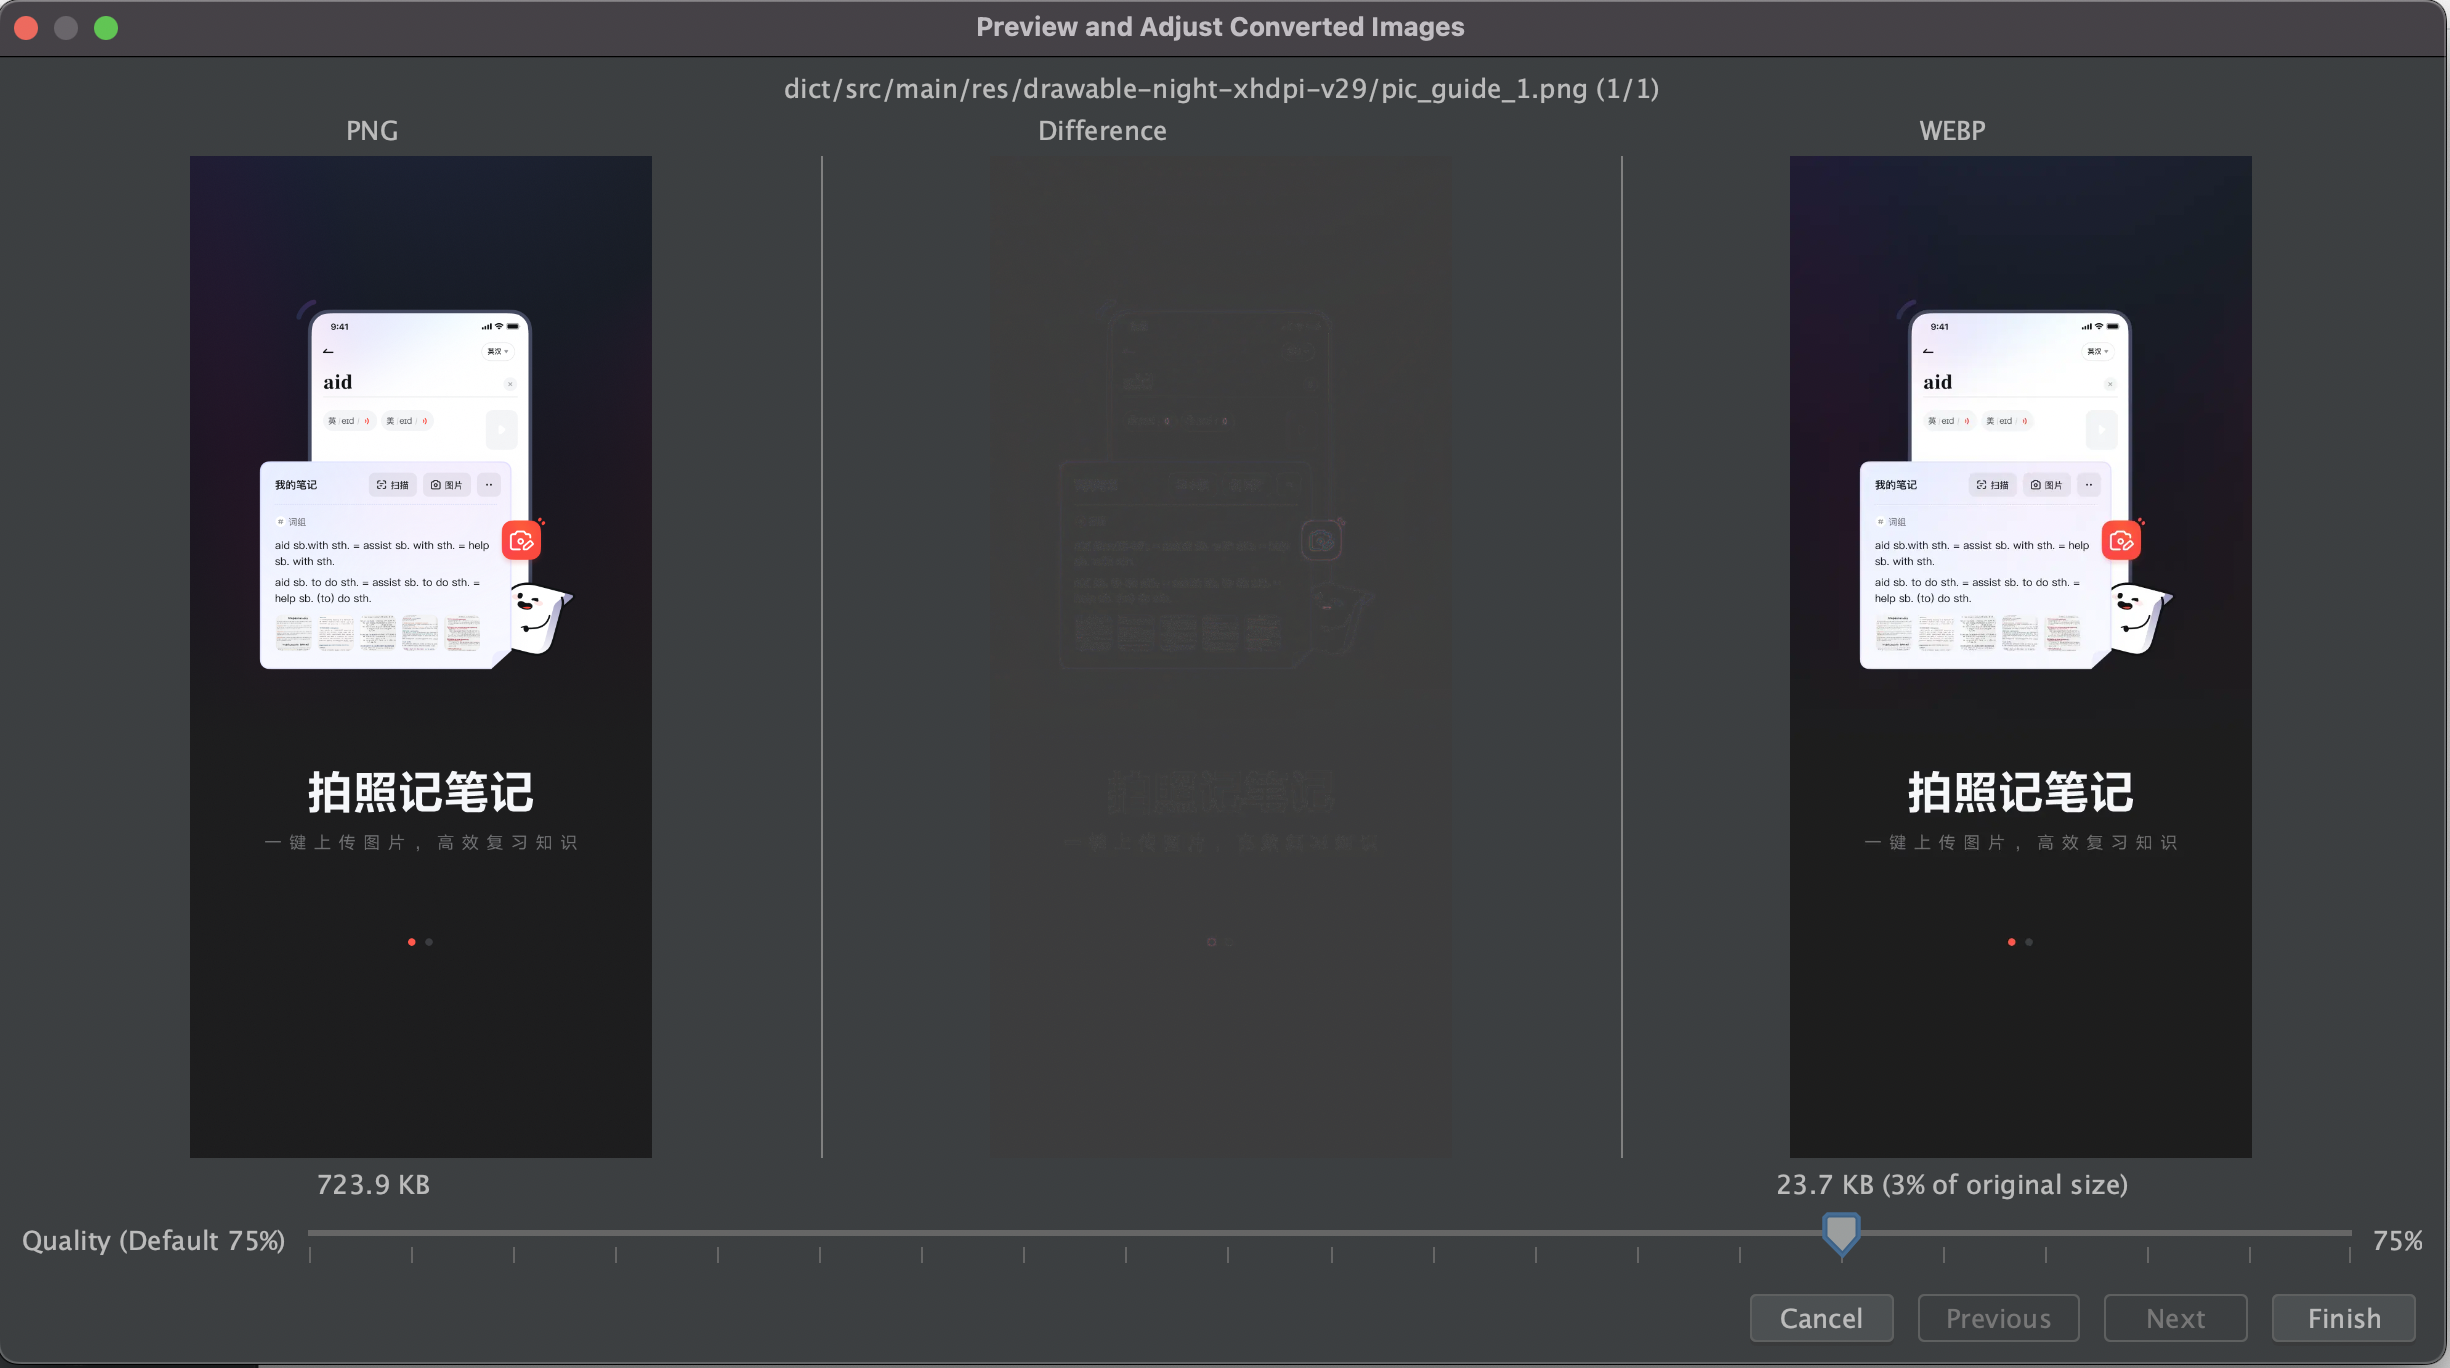 Preview and Adjust Converted Images
dict/src/main/res/drawable-night-xhdpi-v29/pic_guide_1.png (1/1)
PNG
Difference
WEBP
9:41
英汉
aid
英 eɪd /
美 eɪd /
我的笔记
扫描
图片
# 词组
aid sb.with sth. = assist sb. with sth. = help
sb. with sth.
aid sb. to do sth. = assist sb. to do sth. =
help sb. (to) do sth.
拍照记笔记
一键上传图片，高效复习知识
9:41
英汉
aid
英 eɪd /
美 eɪd /
我的笔记
扫描
图片
# 词组
aid sb.with sth. = assist sb. with sth. = help
sb. with sth.
aid sb. to do sth. = assist sb. to do sth. =
help sb. (to) do sth.
拍照记笔记
一键上传图片，高效复习知识
723.9 KB
23.7 KB (3% of original size)
Quality (Default 75%)
75%
Cancel
Previous
Next
Finish